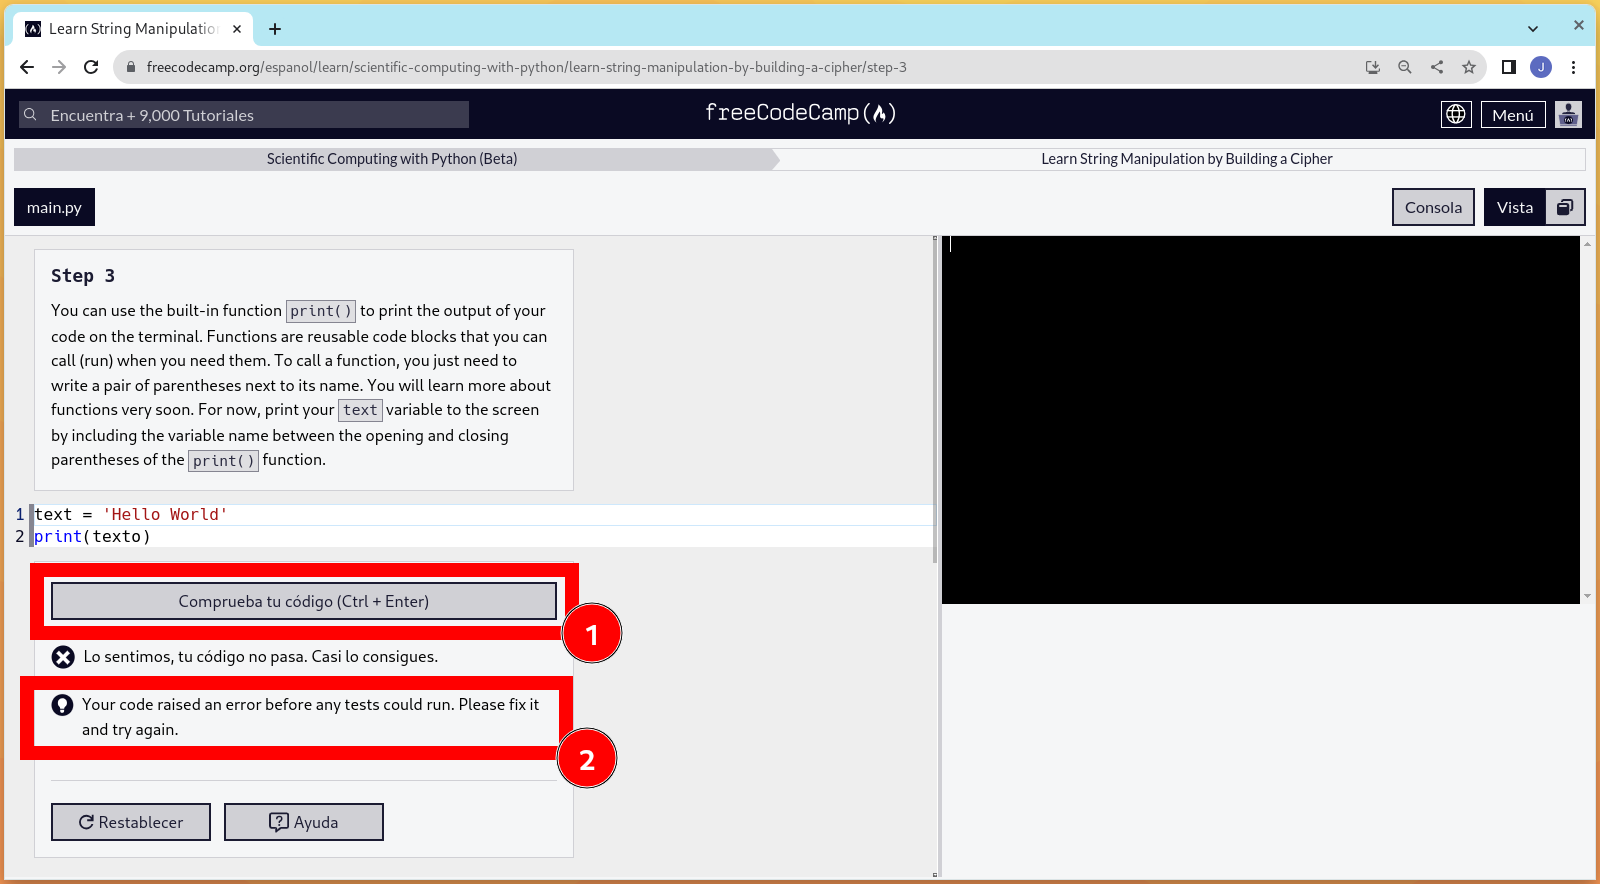 Learn String Manipulatio
freecodecamp.org/espanol/learn/scientific-computing-with-python/learn-string-manipulation-by-building-a-cipher/step-3
J
Encuentra + 9,000 Tutoriales
freeCodeCamp
Menú
Scientific Computing with Python (Beta)
Learn String Manipulation by Building a Cipher
main.py
Consola
Vista
Step 3
You can use the built-in function print() to print the output of your
code on the terminal. Functions are reusable code blocks that you can
call (run) when you need them. To call a function, you just need to
write a pair of parentheses next to its name. You will learn more about
functions very soon. For now, print your text variable to the screen
by including the variable name between the opening and closing
parentheses of the print() function.
1 text = 'Hello World'
2 print(texto)
Comprueba tu código (Ctrl + Enter)
1
Lo sentimos, tu código no pasa. Casi lo consigues.
Your code raised an error before any tests could run. Please fix it
and try again.
2
Restablecer
Ayuda